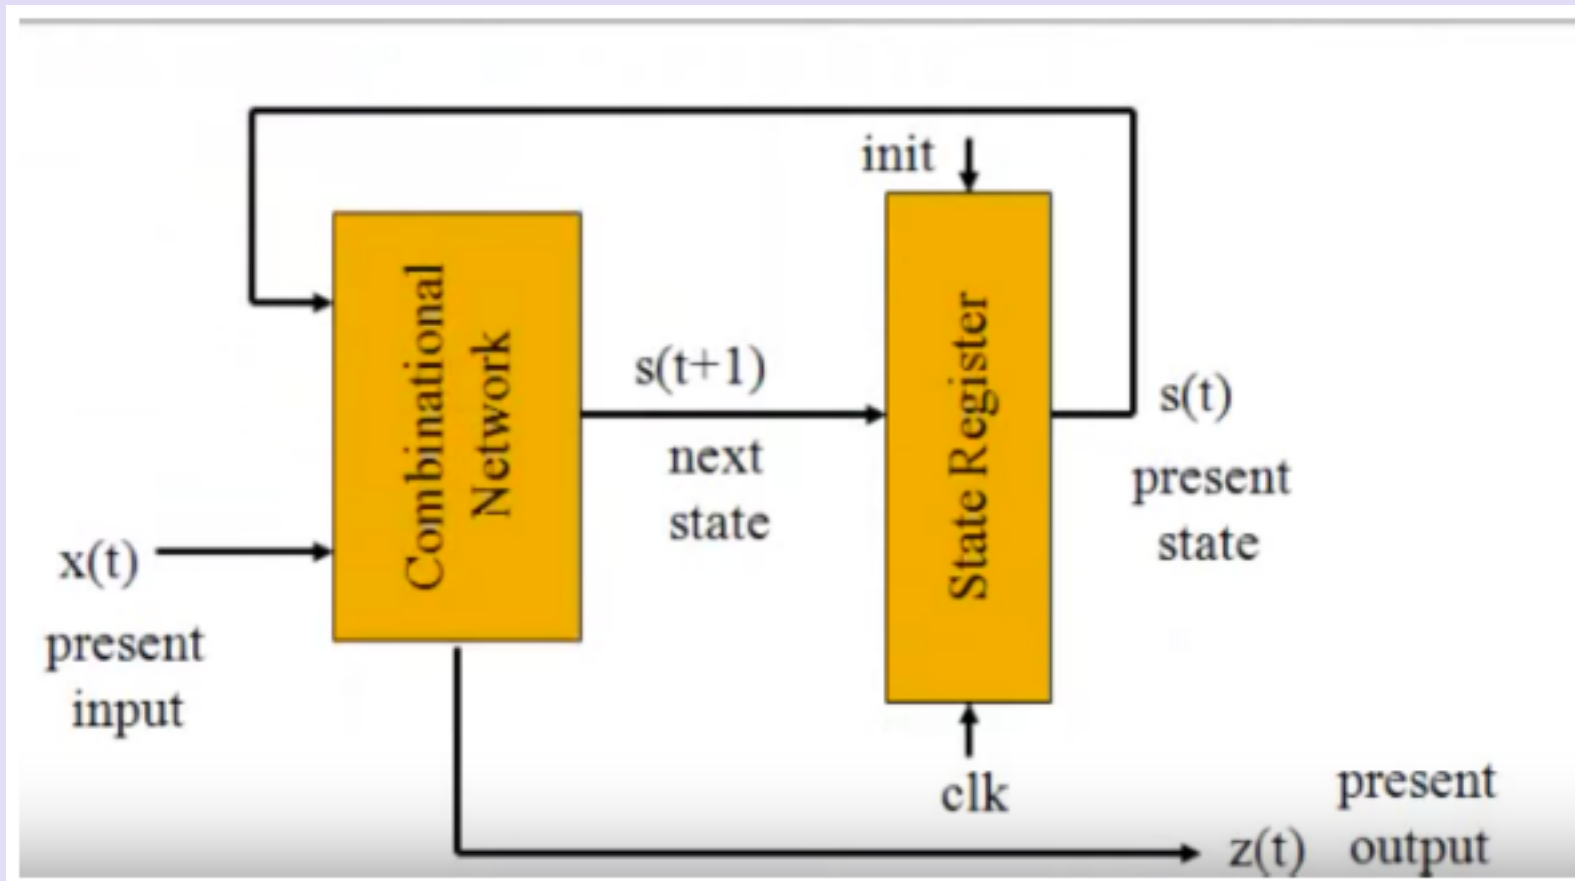 init
Combinational
Network
s(t+1)
next
state
State Register
s(t)
present
state
x(t)
present
input
clk
z(t)
present
output